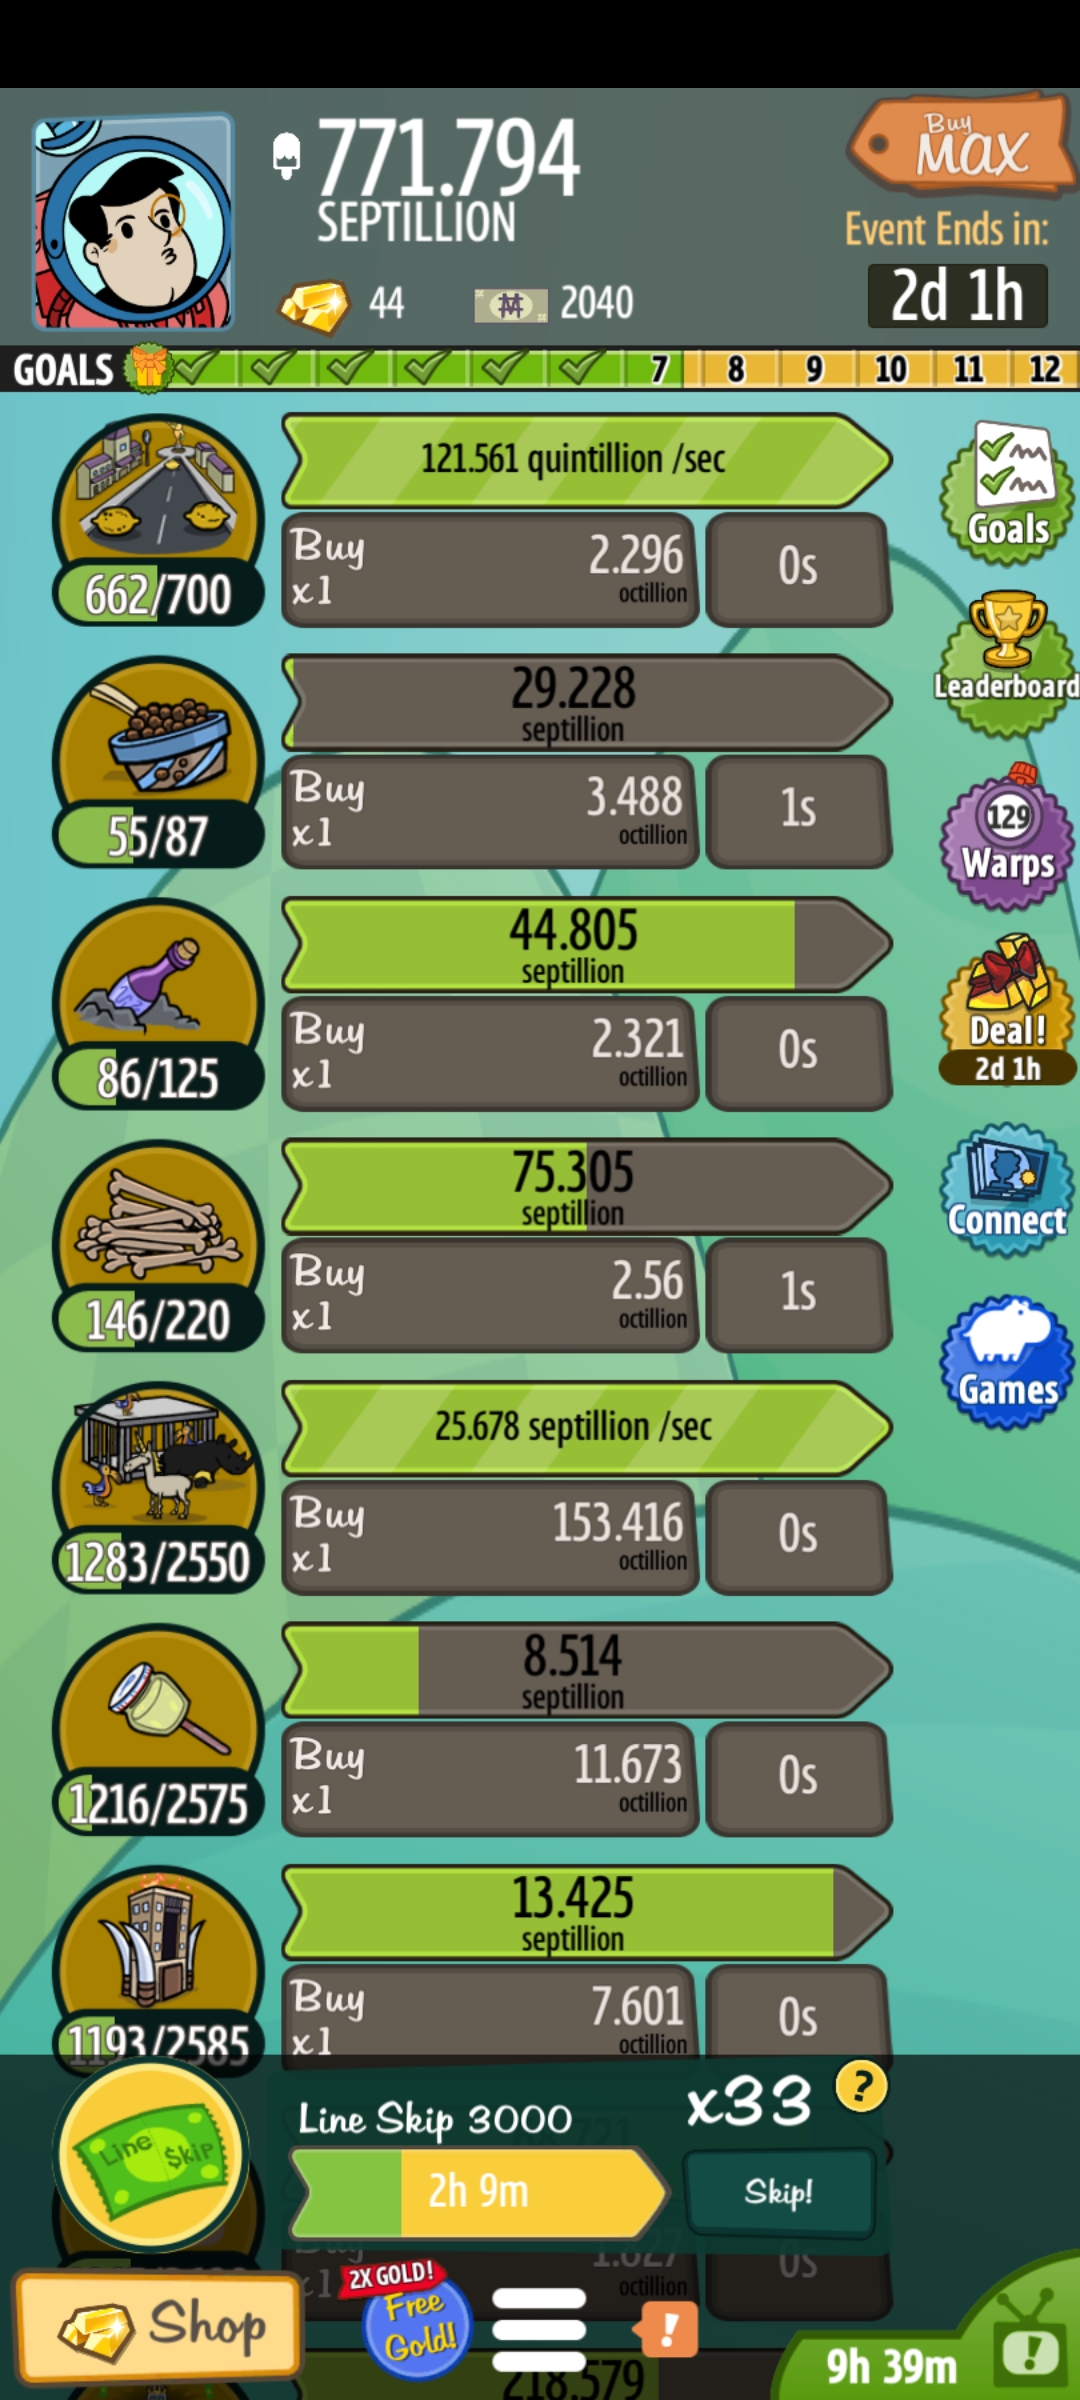 771.794
SEPTILLION
Buy
MAX
Event Ends in:
2d 1h
44
2040
GOALS
7
8
9
10
11
12
121.561 quintillion /sec
Buy
x1
2.296
octillion
0s
662/700
Goals
Leaderboard
29.228
septillion
Buy
x1
3.488
octillion
1s
55/87
129
Warps
44.805
septillion
Buy
x1
2.321
octillion
0s
86/125
Deal!
2d 1h
75.305
septillion
Buy
x1
2.56
octillion
1s
146/220
Connect
Games
25.678 septillion /sec
Buy
x1
153.416
octillion
0s
1283/2550
8.514
septillion
Buy
x1
11.673
octillion
0s
1216/2575
13.425
septillion
Buy
x1
7.601
octillion
0s
1193/2585
Line Skip 3000
x33
?
Line $kip
2h 9m
Skip!
Buy
x1
1.827
octillion
0s
Shop
2X GOLD!
Free
Gold!
!
9h 39m
!
218.579